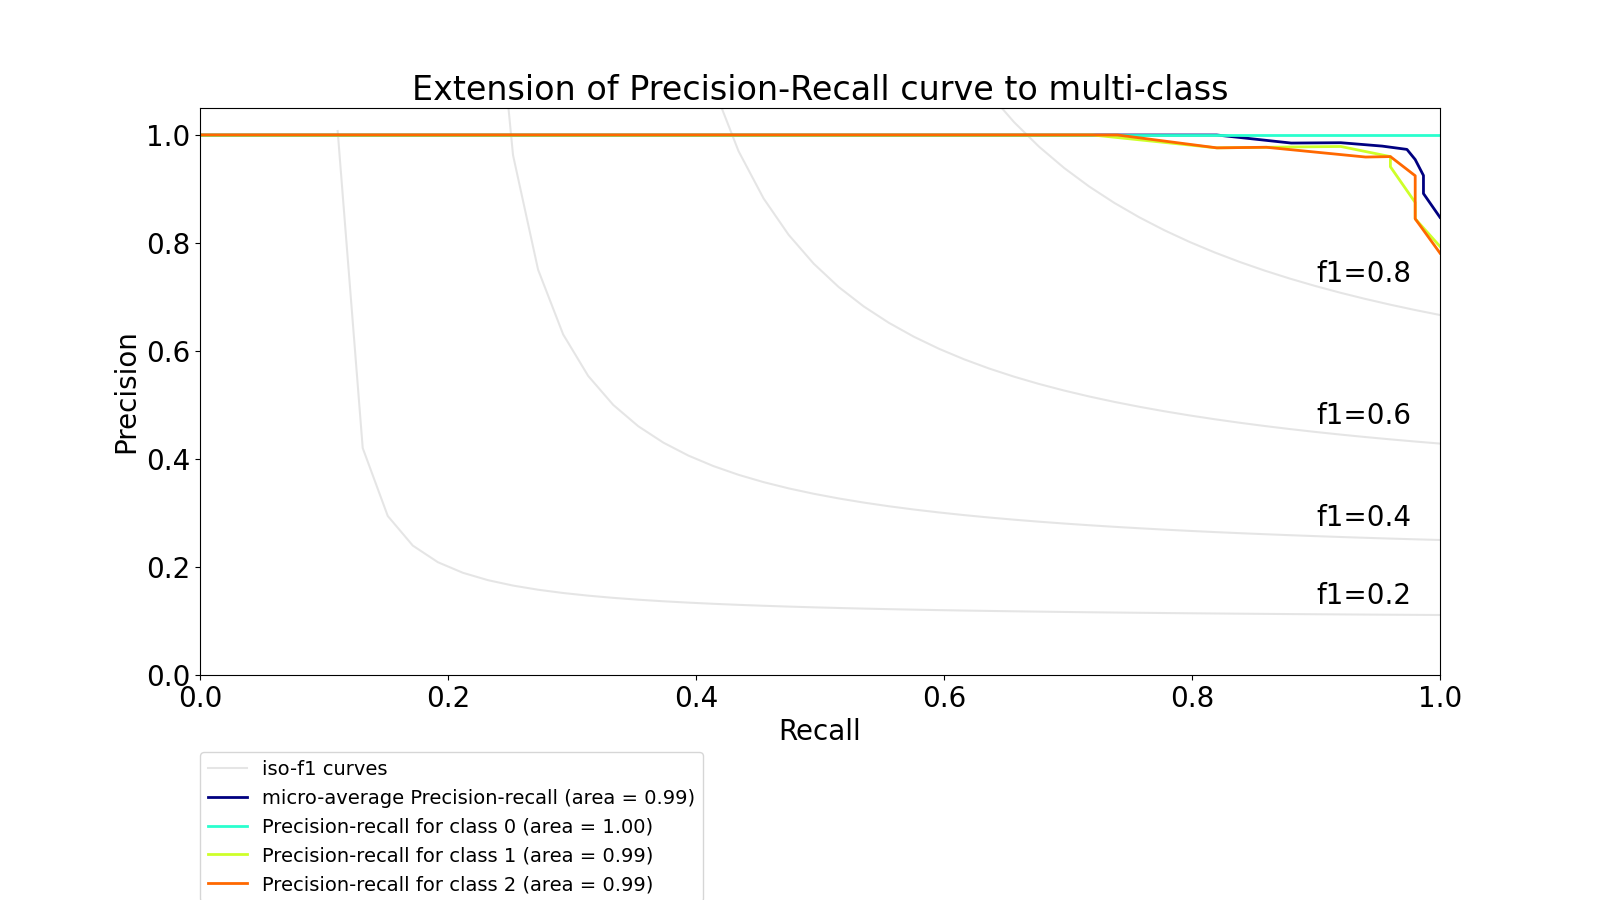 Extension of Precision-Recall curve to multi-class
1.0
0.8
0.6
0.4
0.2
0.0
Precision
f1=0.8
f1=0.6
f1=0.4
f1=0.2
0.0 0.2 0.4 0.6 0.8 1.0
Recall
iso-f1 curves
micro-average Precision-recall (area = 0.99)
Precision-recall for class 0 (area = 1.00)
Precision-recall for class 1 (area = 0.99)
Precision-recall for class 2 (area = 0.99)